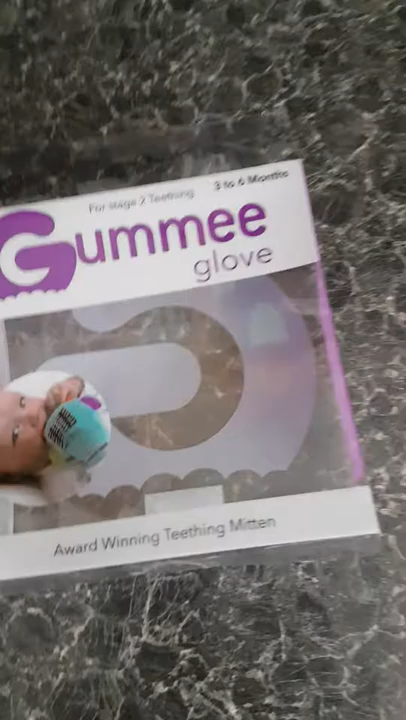 For stage 2 Teething
3 to 6 Months
Gummee
glove
Award Winning Teething Mitten